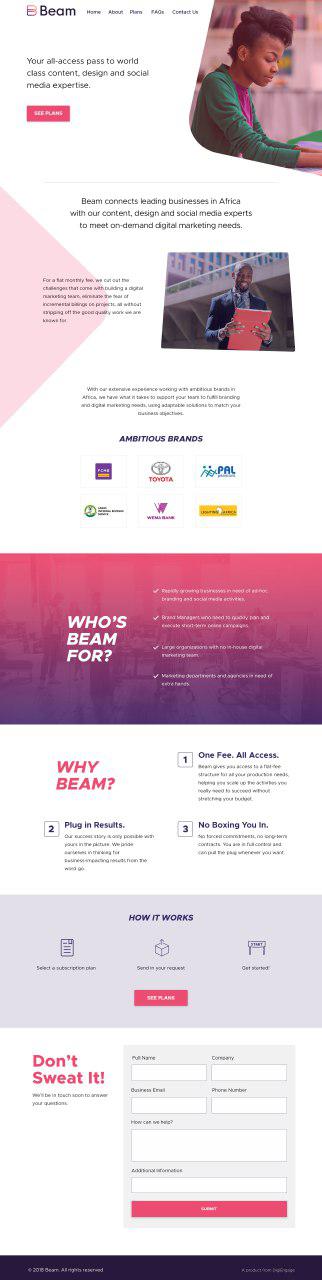 Beam
Home About Plans FAQs Contact Us
Your all-access pass to world
class content, design and social
media expertise.
SEE PLANS
Beam connects leading businesses in Africa
with our content, design and social media experts
to meet on-demand digital marketing needs.
For a flat monthly fee, we cut out the
challenges that come with building a digital
marketing team, eliminate the fear of
incremental billings on projects, all without
stripping off the good quality work we are
known for.
With our extensive experience working with ambitious brands in
Africa, we have what it takes to support your team to fulfill branding
and digital marketing needs, using adaptable solutions to match your
business objectives.
AMBITIOUS BRANDS
FCMB
TOYOTA
PAL
pensions
LAGOS
INTERNAL REVENUE
SERVICE
WEMA BANK
LIGHTING AFRICA
WHO'S
BEAM
FOR?
Rapidly growing businesses in need of ad-hoc,
branding and social media activities.
Brand Managers who need to quickly plan and
execute short-term online campaigns.
Large organizations with no in-house digital
marketing team.
Marketing departments and agencies in need of
extra hands.
WHY
BEAM?
1 One Fee. All Access.
Beam gives you access to a flat-fee
structure for all your production needs,
helping you scale up the activities you
really need to succeed without
stretching your budget.
2 Plug in Results.
Our success story is only possible with
yours in the picture. We pride
ourselves in thinking for
business-impacting results from the
word go.
3 No Boxing You In.
No forced commitments, no long-term
contracts. You are in full control and
can pull the plug whenever you want.
HOW IT WORKS
START
Select a subscription plan
Send in your request
Get started!
SEE PLANS
Don't
Sweat It!
We'll be in touch soon to answer
your questions.
Full Name
Company
Business Email
Phone Number
How can we help?
Additional Information
SUBMIT
© 2018 Beam. All rights reserved
A product from DigiEngage